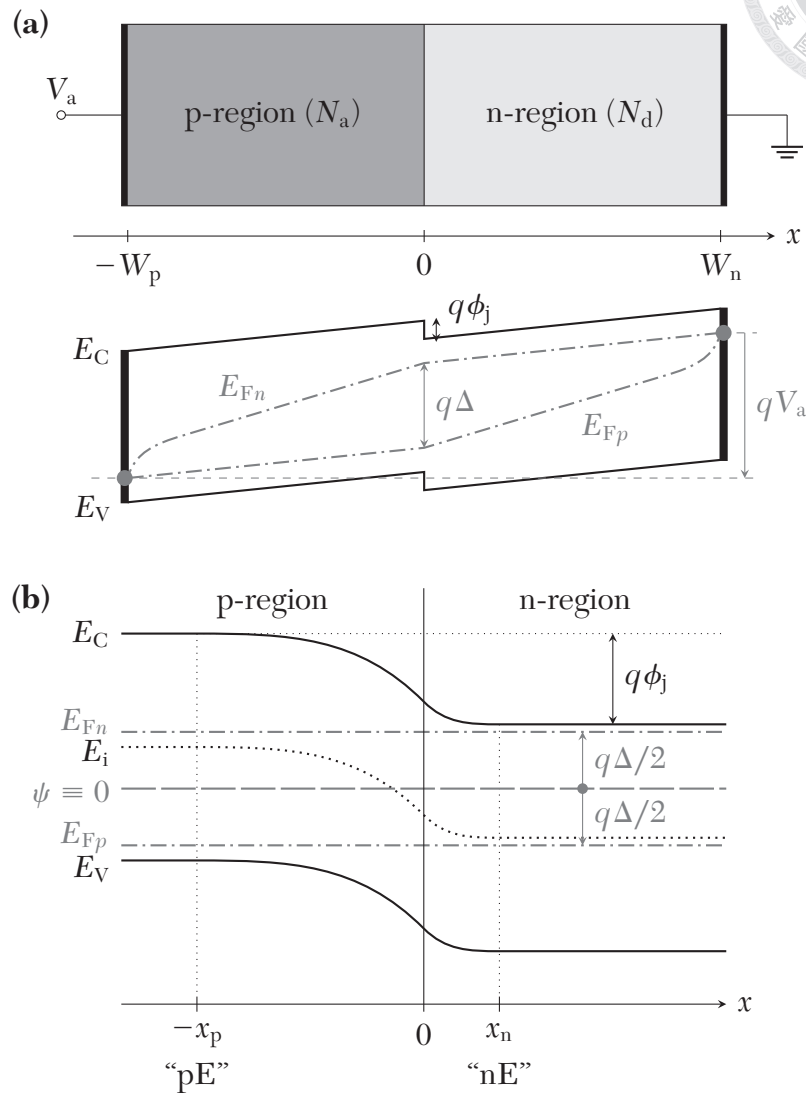 (a)
V_a
p-region (N_a)
n-region (N_d)
x
−W_p
0
W_n
qϕ_j
E_C
E_Fn
qΔ
E_Fp
qV_a
E_V
(b)
p-region
n-region
E_C
qϕ_j
E_Fn
E_i
qΔ/2
ψ ≡ 0
qΔ/2
E_Fp
E_V
x
−x_p
0
x_n
“pE”
“nE”